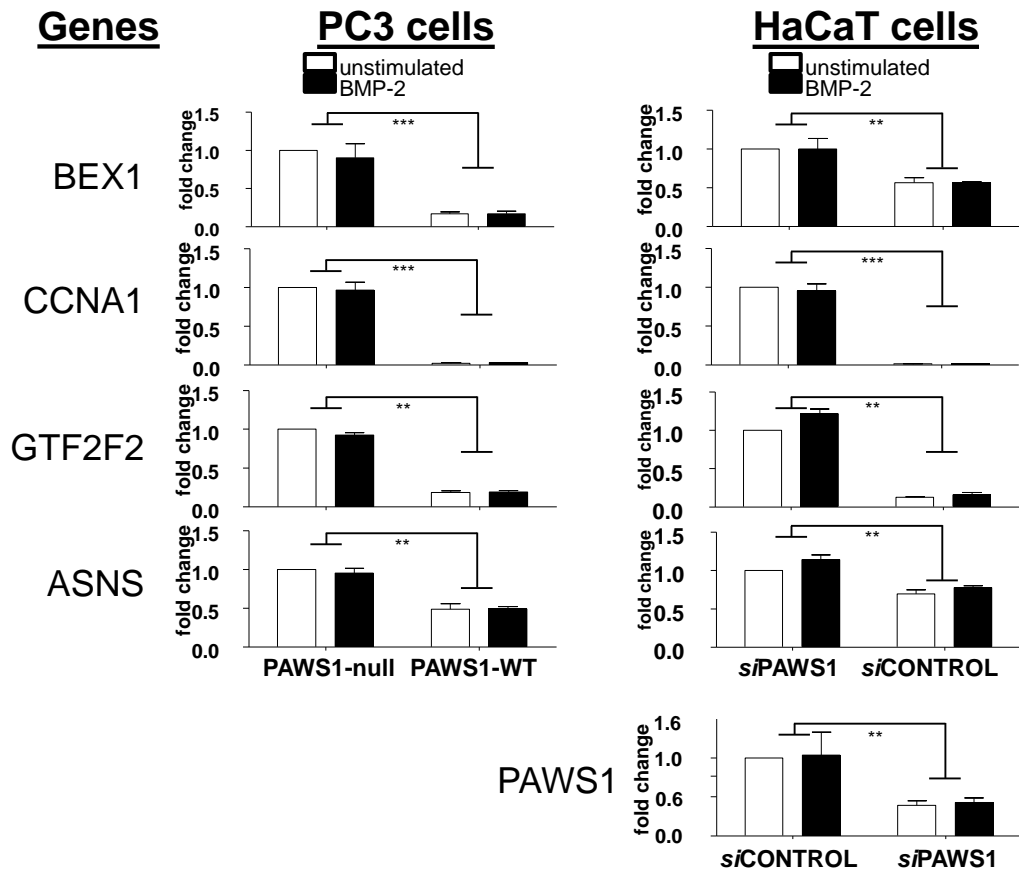 Genes PC3 cells HaCaT cells
unstimulated
BMP-2
unstimulated
BMP-2
BEX1
fold change
1.5
1.0
0.5
0.0
***
fold change
1.5
1.0
0.5
0.0
**
CCNA1
fold change
1.5
1.0
0.5
0.0
***
fold change
1.5
1.0
0.5
0.0
***
GTF2F2
fold change
1.5
1.0
0.5
0.0
**
fold change
1.5
1.0
0.5
0.0
**
ASNS
fold change
1.5
1.0
0.5
0.0
**
fold change
1.5
1.0
0.5
0.0
**
PAWS1-null PAWS1-WT
siPAWS1 siCONTROL
PAWS1
fold change
1.6
1.0
0.6
0.0
**
siCONTROL siPAWS1